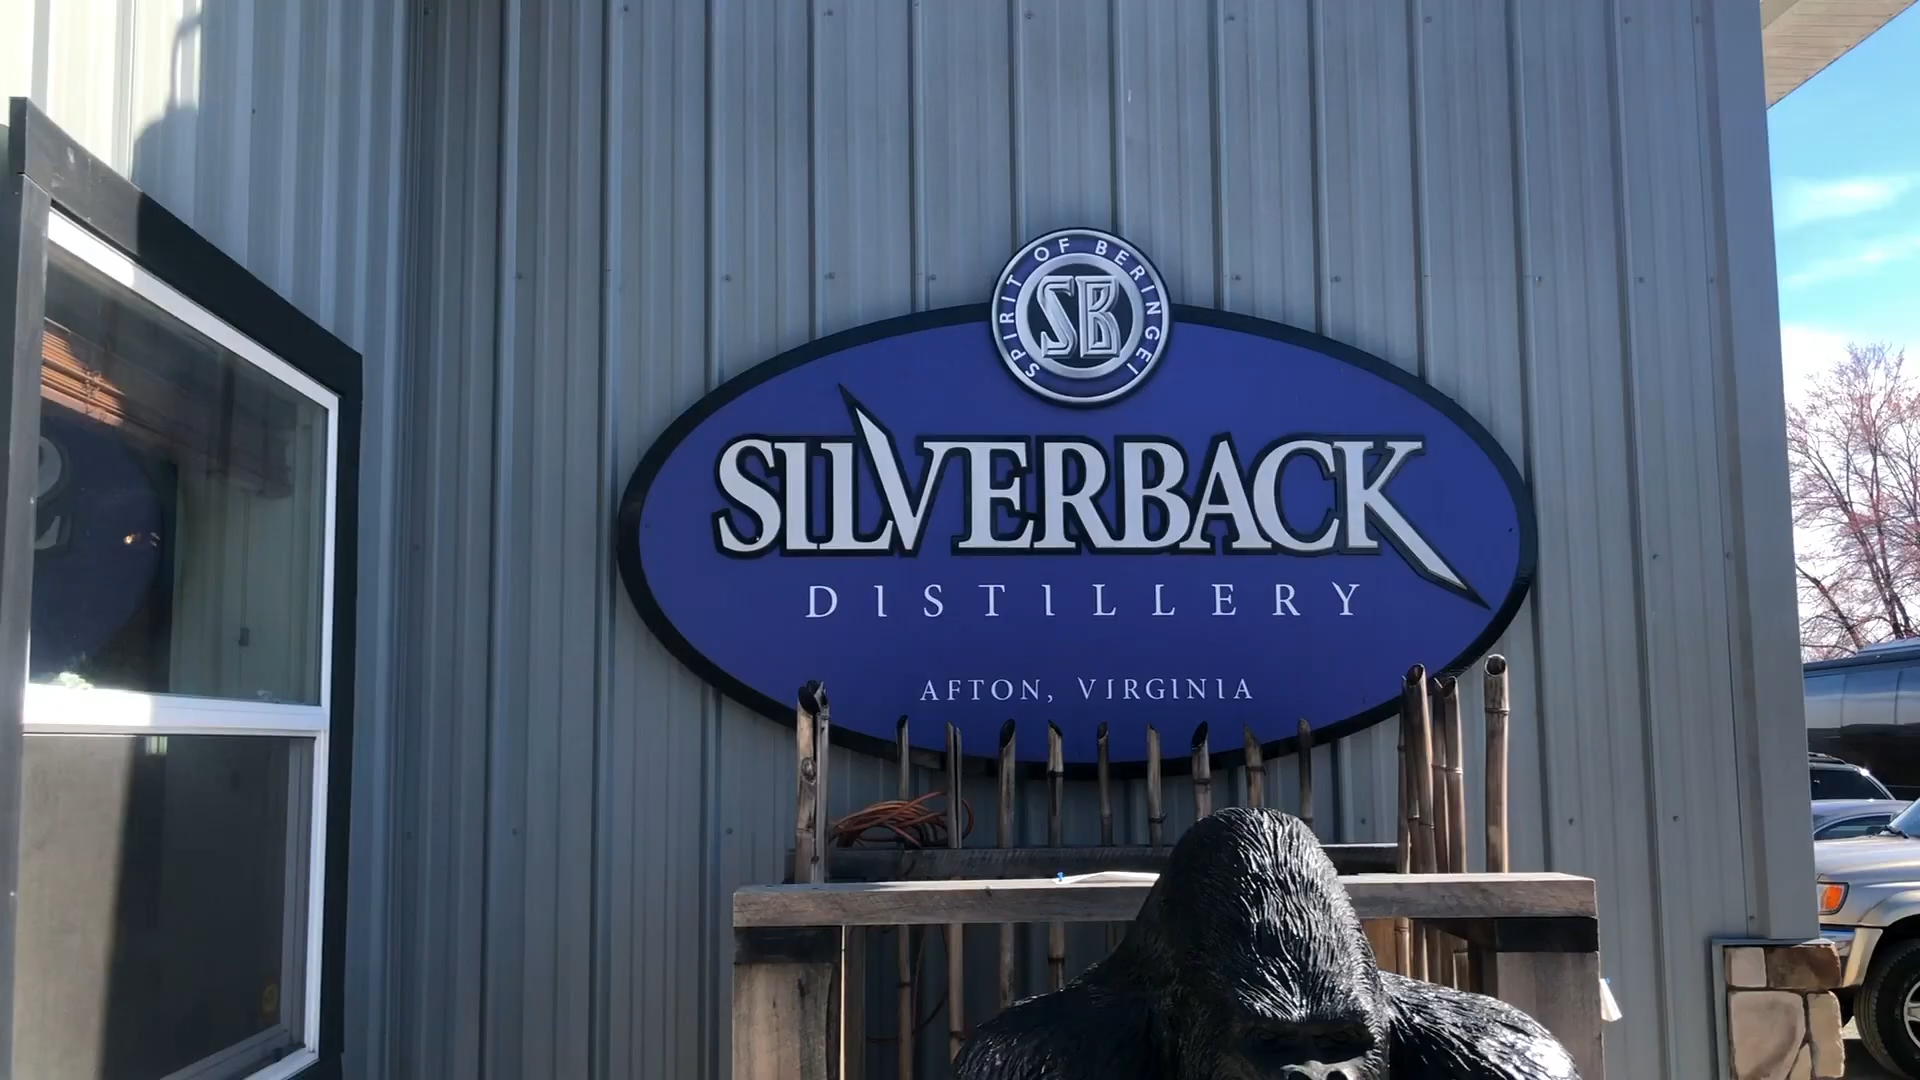 SPIRIT OF BERINGEI
SB
SILVERBACK
DISTILLERY
AFTON, VIRGINIA